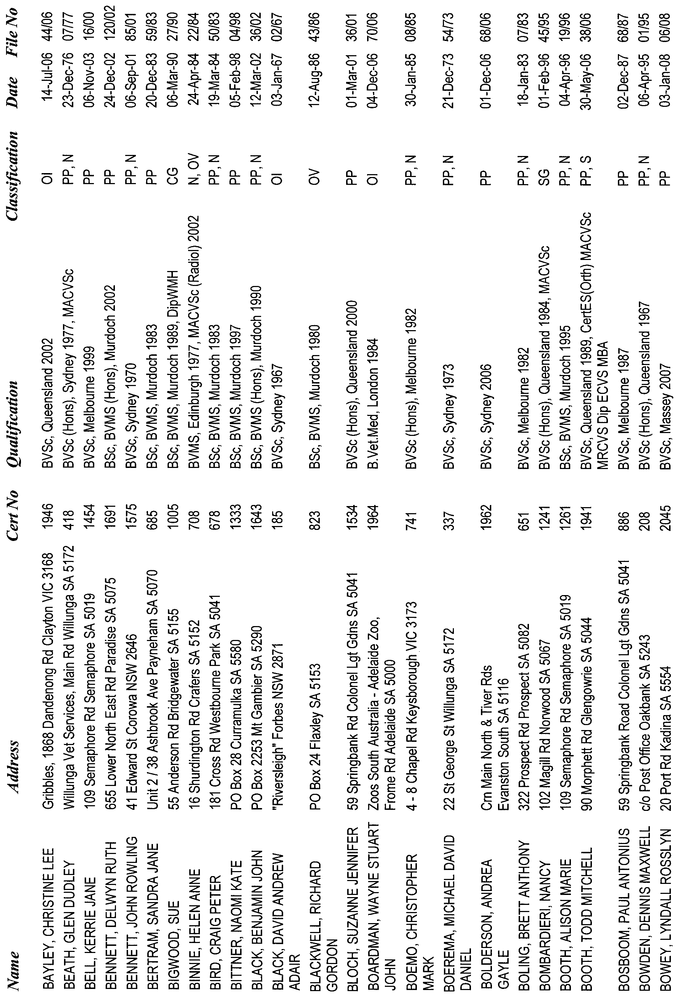 Name Address Cert No Qualification Classification Date File No
BAYLEY, CHRISTINE LEE Gribbles, 1868 Dandenong Rd Clayton VIC 3168 1946 BVSc, Queensland 2002 OI 14-Jul-06 44/06
BEATH, GLEN DUDLEY Willunga Vet Services, Main Rd Willunga SA 5172 418 BVSc (Hons), Sydney 1977, MACVSc PP, N 23-Dec-76 07/77
BELL, KERRIE JANE 109 Semaphore Rd Semaphore SA 5019 1454 BVSc, Melbourne 1999 PP 06-Nov-03 16/00
BENNETT, DELWYN RUTH 655 Lower North East Rd Paradise SA 5075 1691 BSc, BVMS (Hons), Murdoch 2002 PP 24-Dec-02 120/02
BENNETT, JOHN ROWLING 41 Edward St Corowa NSW 2646 1575 BVSc, Sydney 1970 PP, N 06-Sep-01 85/01
BERTRAM, SANDRA JANE Unit 2 / 38 Ashbrook Ave Payneham SA 5070 685 BSc, BVMS, Murdoch 1983 PP 20-Dec-83 59/83
BIGWOOD, SUE 55 Anderson Rd Bridgewater SA 5155 1005 BSc, BVMS, Murdoch 1989, DipWMH CG 06-Mar-90 27/90
BINNIE, HELEN ANNE 16 Shurdington Rd Crafers SA 5152 708 BVMS, Edinburgh 1977, MACVSc (Radiol) 2002 N, OV 24-Apr-84 22/84
BIRD, CRAIG PETER 181 Cross Rd Westbourne Park SA 5041 678 BSc, BVMS, Murdoch 1983 PP, N 19-Mar-84 50/83
BITTNER, NAOMI KATE PO Box 28 Curramulka SA 5580 1333 BSc, BVMS, Murdoch 1997 PP 05-Feb-98 04/98
BLACK, BENJAMIN JOHN PO Box 2253 Mt Gambier SA 5290 1643 BSc, BVMS (Hons), Murdoch 1990 PP, N 12-Mar-02 36/02
BLACK, DAVID ANDREW "Riversleigh" Forbes NSW 2871 185 BVSc, Sydney 1967 OI 03-Jan-67 02/67
ADAIR
BLACKWELL, RICHARD PO Box 24 Flaxley SA 5153 823 BSc, BVMS, Murdoch 1980 OV 12-Aug-86 43/86
GORDON
BLOCH, SUZANNE JENNIFER 59 Springbank Rd Colonel Lgt Gdns SA 5041 1534 BVSc (Hons), Queensland 2000 PP 01-Mar-01 36/01
BOARDMAN, WAYNE STUART Zoos South Australia - Adelaide Zoo, 1964 B.Vet.Med, London 1984 OI 04-Dec-06 70/06
JOHN Frome Rd Adelaide SA 5000
BOEMO, CHRISTOPHER 4 - 8 Chapel Rd Keysborough VIC 3173 741 BVSc (Hons), Melbourne 1982 PP, N 30-Jan-85 08/85
MARK
BOEREMA, MICHAEL DAVID 22 St George St Willunga SA 5172 337 BVSc, Sydney 1973 PP, N 21-Dec-73 54/73
DANIEL
BOLDERSON, ANDREA Crn Main North & Tiver Rds 1962 BVSc, Sydney 2006 PP 01-Dec-06 68/06
GAYLE Evanston South SA 5116
BOLING, BRETT ANTHONY 322 Prospect Rd Prospect SA 5082 651 BVSc, Melbourne 1982 PP, N 18-Jan-83 07/83
BOMBARDIERI, NANCY 102 Magill Rd Norwood SA 5067 1241 BVSc (Hons), Queensland 1984, MACVSc SG 01-Feb-96 45/95
BOOTH, ALISON MARIE 109 Semaphore Rd Semaphore SA 5019 1261 BSc, BVMS, Murdoch 1995 PP, N 04-Apr-96 19/96
BOOTH, TODD MITCHELL 90 Morphett Rd Glengowrie SA 5044 1941 BVSc, Queensland 1989, CertES(Orth) MACVSc PP, S 30-May-06 38/06
MRCVS Dip ECVS MBA
BOSBOOM, PAUL ANTONIUS 59 Springbank Road Colonel Lgt Gdns SA 5041 886 BVSc, Melbourne 1987 PP 02-Dec-87 68/87
BOWDEN, DENNIS MAXWELL c/o Post Office Oakbank SA 5243 208 BVSc (Hons), Queensland 1967 PP, N 06-Apr-95 01/95
BOWEY, LYNDALL ROSSLYN 20 Port Rd Kadina SA 5554 2045 BVSc, Massey 2007 PP 03-Jan-08 06/08